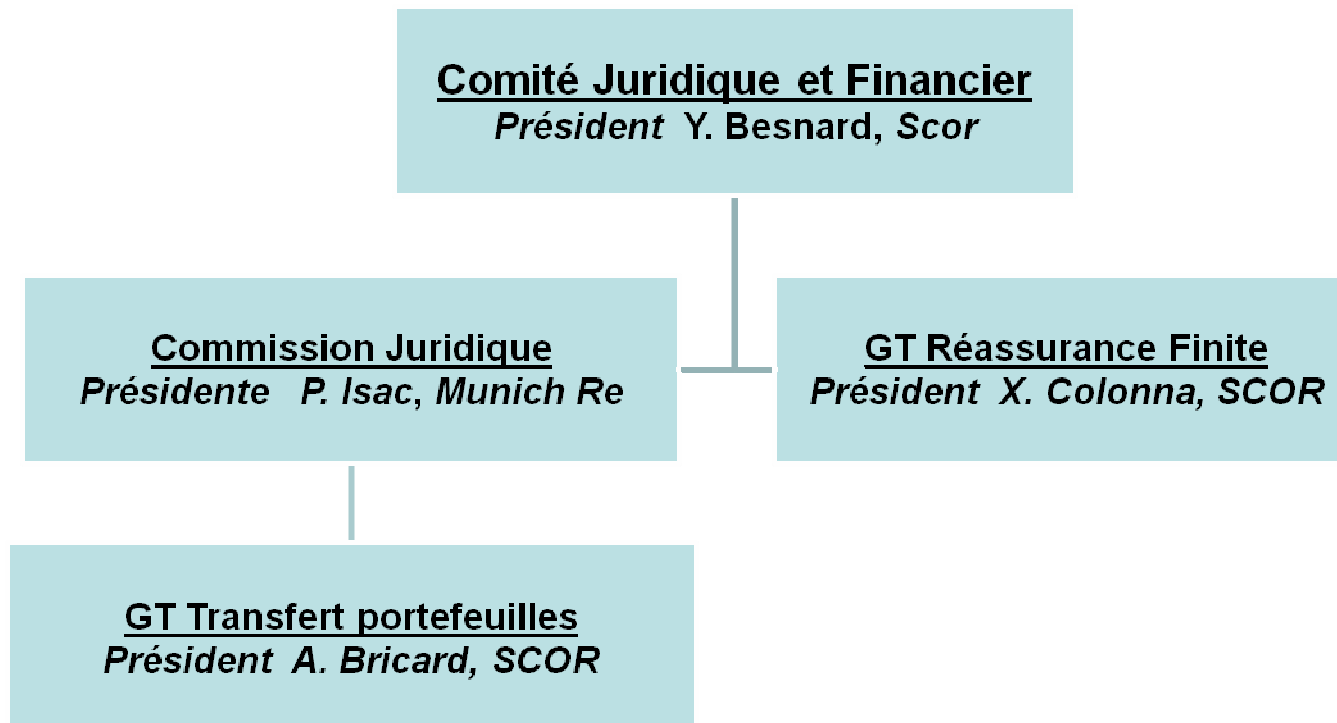 Comité Juridique et Financier
Président Y. Besnard, Scor
Commission Juridique
Présidente P. Isac, Munich Re
GT Réassurance Finite
Président X. Colonna, SCOR
GT Transfert portefeuilles
Président A. Bricard, SCOR